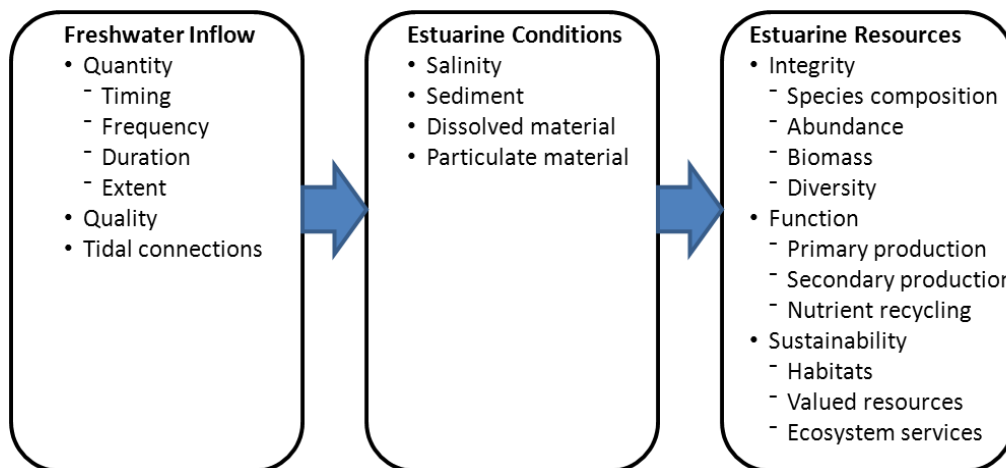 Freshwater Inflow
• Quantity
- Timing
- Frequency
- Duration
- Extent
• Quality
• Tidal connections
Estuarine Conditions
• Salinity
• Sediment
• Dissolved material
• Particulate material
Estuarine Resources
• Integrity
- Species composition
- Abundance
- Biomass
- Diversity
• Function
- Primary production
- Secondary production
- Nutrient recycling
• Sustainability
- Habitats
- Valued resources
- Ecosystem services